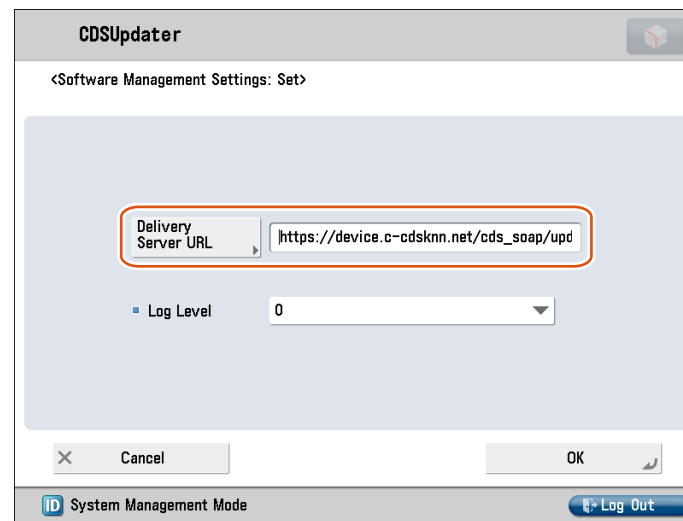 CDSUpdater
<Software Management Settings: Set>
Delivery
Server URL
https://device.c-cdsknn.net/cds_soap/upd
Log Level
0
Cancel
OK
ID System Management Mode
Log Out